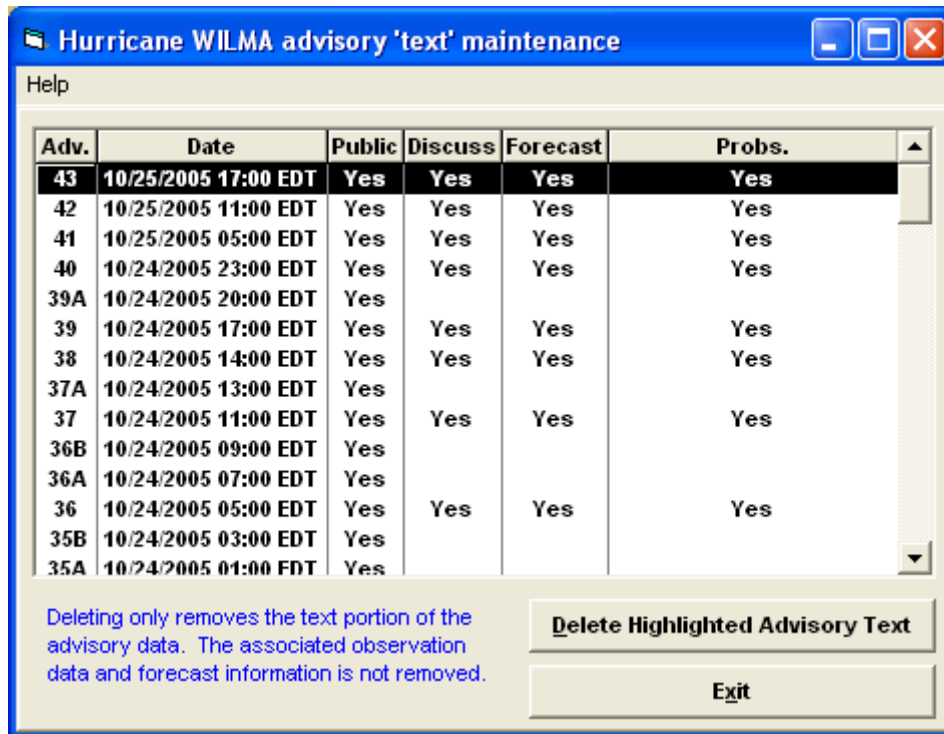 Hurricane WILMA advisory 'text' maintenance
Help
Adv. Date Public Discuss Forecast Probs.
43 10/25/2005 17:00 EDT Yes Yes Yes Yes
42 10/25/2005 11:00 EDT Yes Yes Yes Yes
41 10/25/2005 05:00 EDT Yes Yes Yes Yes
40 10/24/2005 23:00 EDT Yes Yes Yes Yes
39A 10/24/2005 20:00 EDT Yes
39 10/24/2005 17:00 EDT Yes Yes Yes Yes
38 10/24/2005 14:00 EDT Yes Yes Yes Yes
37A 10/24/2005 13:00 EDT Yes
37 10/24/2005 11:00 EDT Yes Yes Yes Yes
36B 10/24/2005 09:00 EDT Yes
36A 10/24/2005 07:00 EDT Yes
36 10/24/2005 05:00 EDT Yes Yes Yes Yes
35B 10/24/2005 03:00 EDT Yes
35A 10/24/2005 01:00 EDT Yes
Deleting only removes the text portion of the
advisory data. The associated observation
data and forecast information is not removed.
Delete Highlighted Advisory Text
Exit